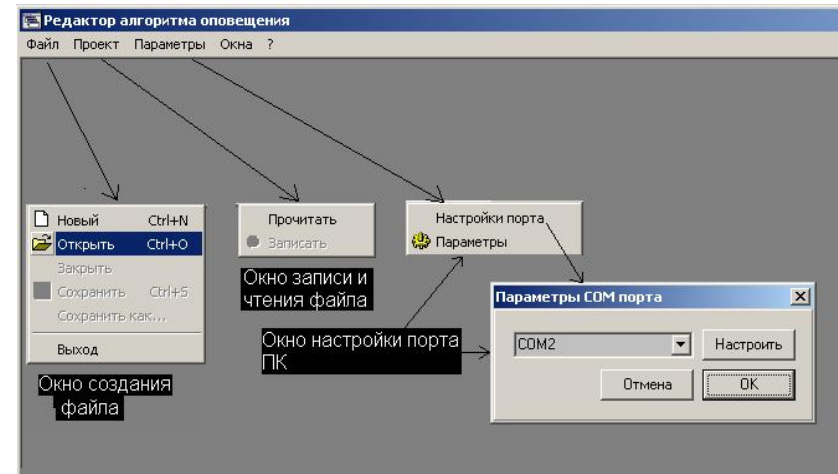 Редактор алгоритма оповещения
Файл Проект Параметры Окна ?
Новый Ctrl+N
Открыть Ctrl+O
Закрыть
Сохранить Ctrl+S
Сохранить как...
Выход
Окно создания
файла
Прочитать
Записать
Окно записи и
чтения файла
Настройки порта
Параметры
Окно настройки порта
ПК
Параметры COM порта
COM2 Настроить
Отмена OK